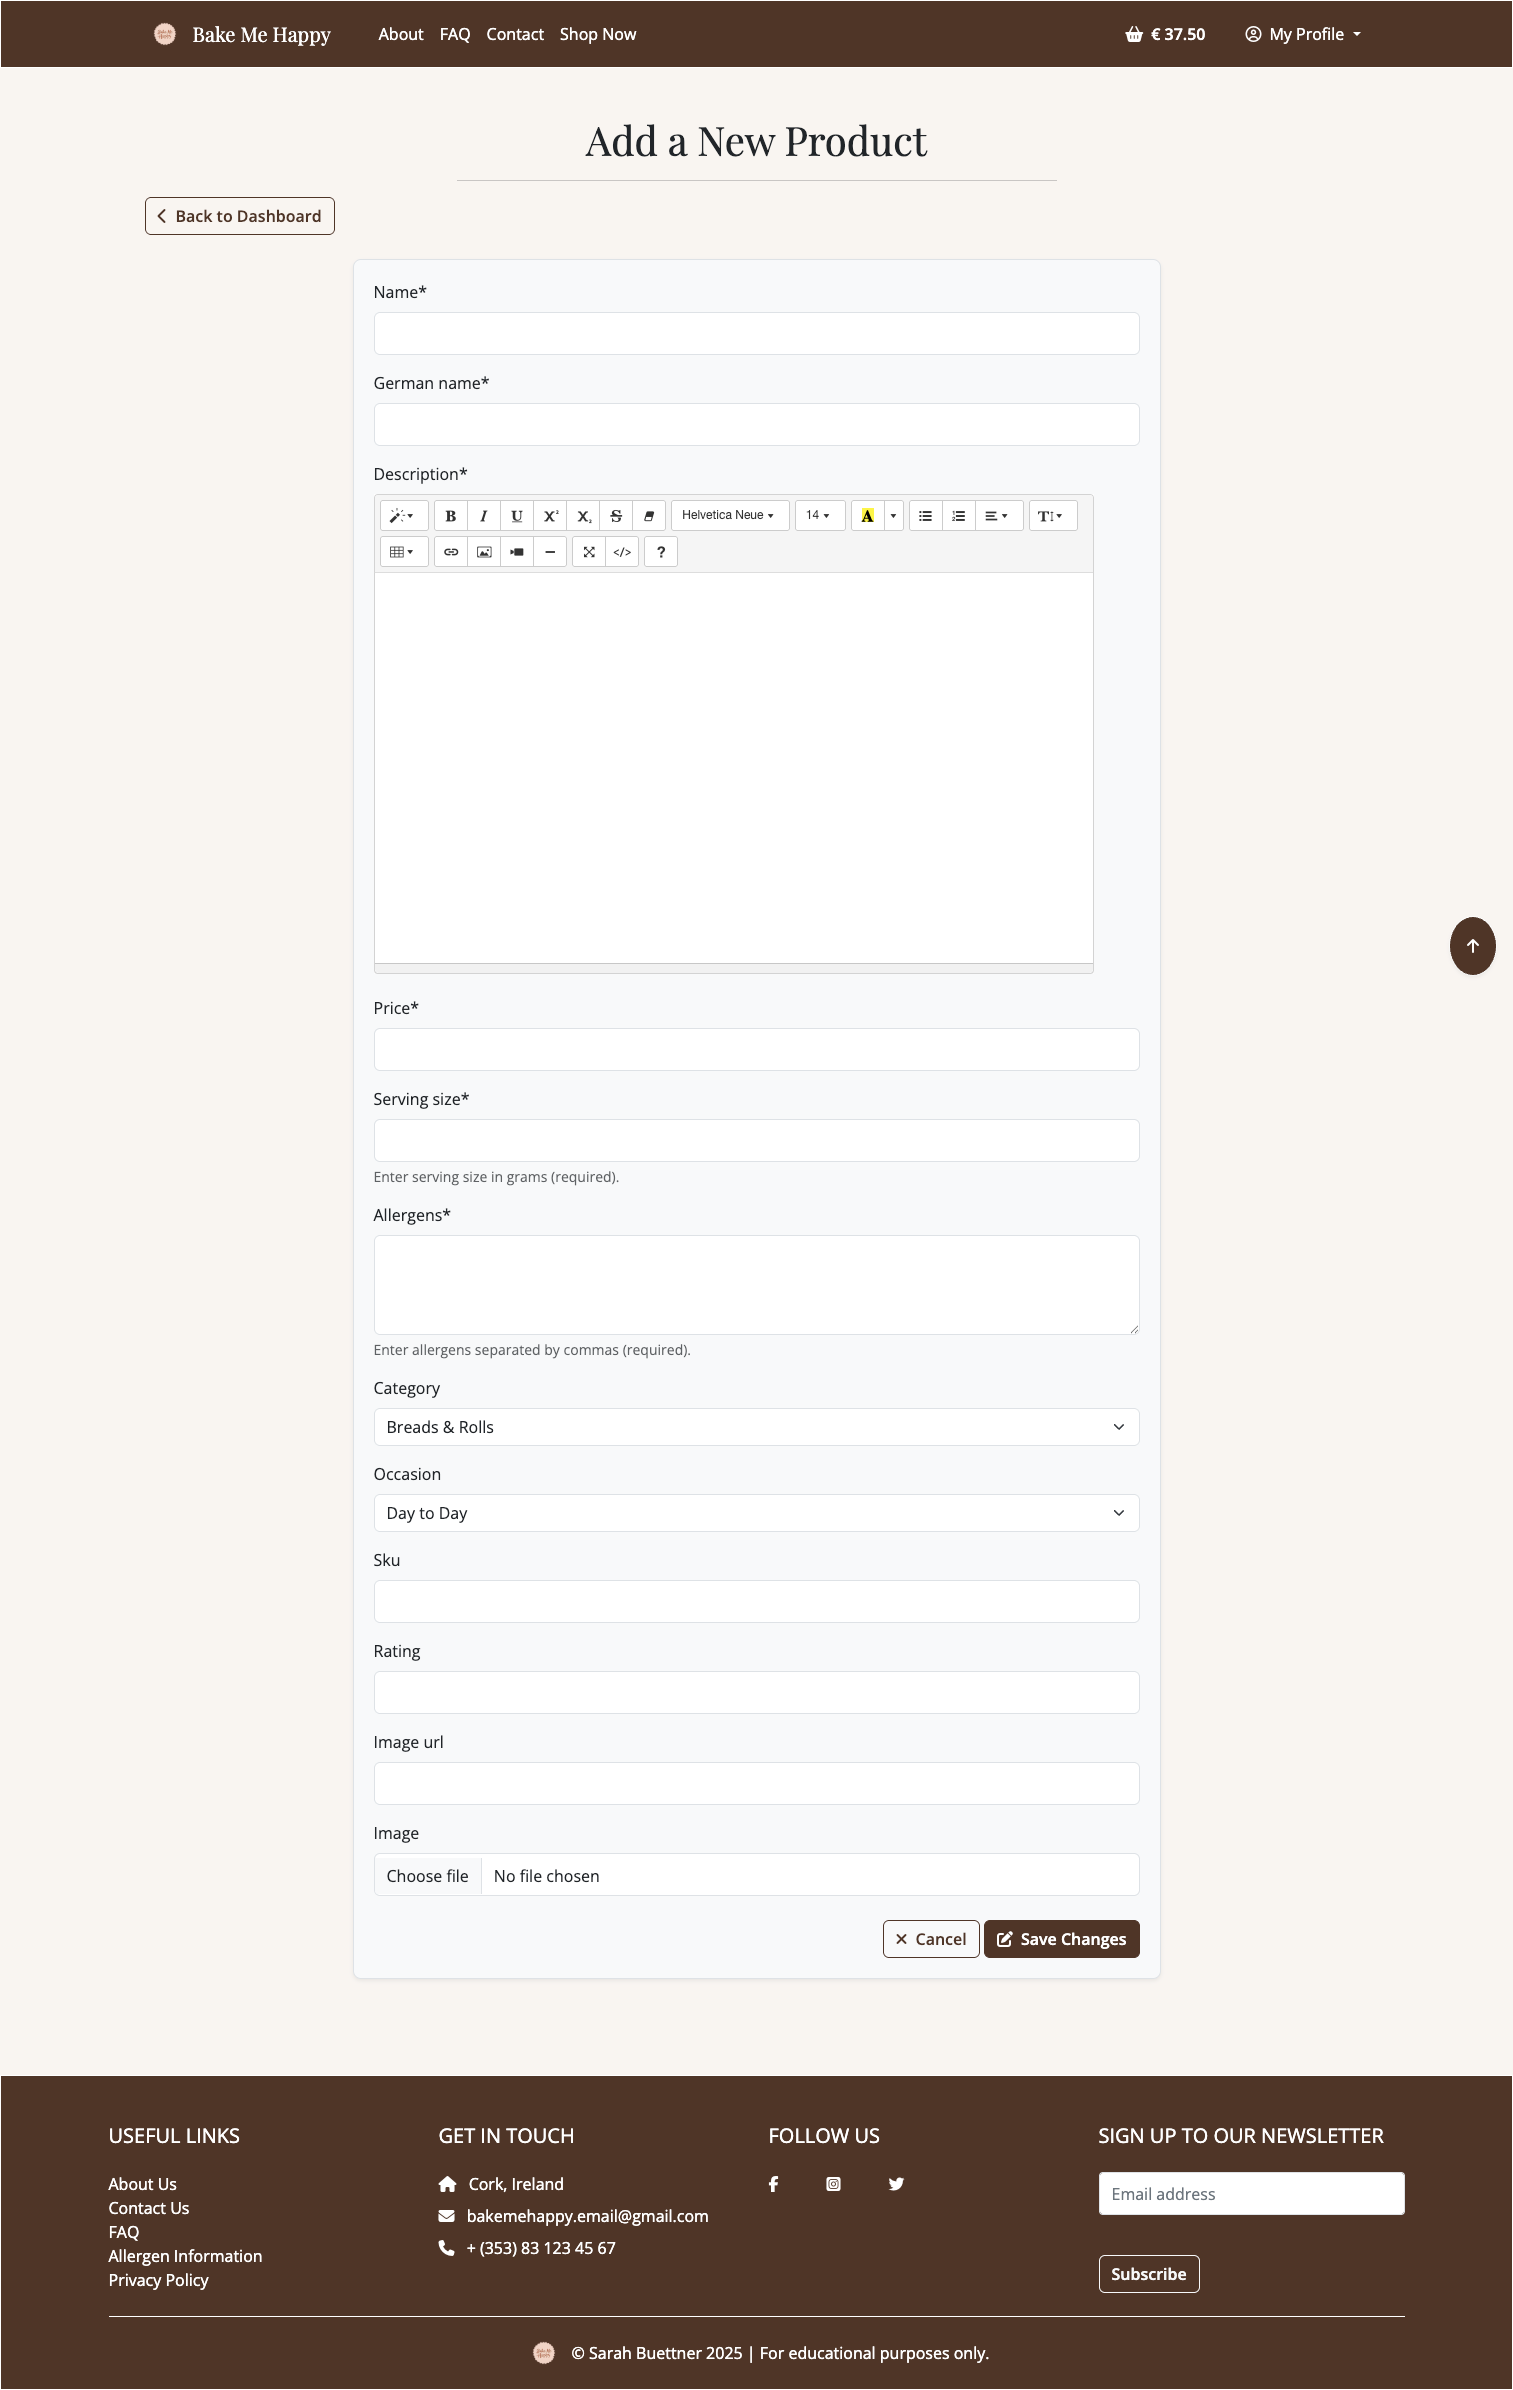 Bake Me Happy
About FAQ Contact Shop Now
€ 37.50
My Profile
Add a New Product
Back to Dashboard
Name*
German name*
Description*
B I U X² X₂ S Helvetica Neue 14 A T
</> ?
Price*
Serving size*
Enter serving size in grams (required).
Allergens*
Enter allergens separated by commas (required).
Category
Breads & Rolls
Occasion
Day to Day
Sku
Rating
Image url
Image
Choose file No file chosen
Cancel Save Changes
USEFUL LINKS
About Us
Contact Us
FAQ
Allergen Information
Privacy Policy
GET IN TOUCH
Cork, Ireland
bakemehappy.email@gmail.com
+ (353) 83 123 45 67
FOLLOW US
SIGN UP TO OUR NEWSLETTER
Email address
Subscribe
© Sarah Buettner 2025 | For educational purposes only.